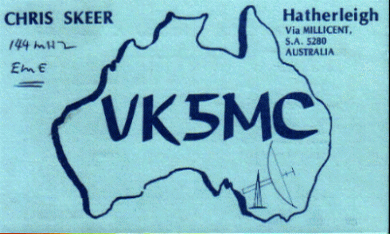 CHRIS SKEER
144 MHZ
EME
Hatherleigh
Via MILLICENT,
S.A. 5280
AUSTRALIA
VK5MC